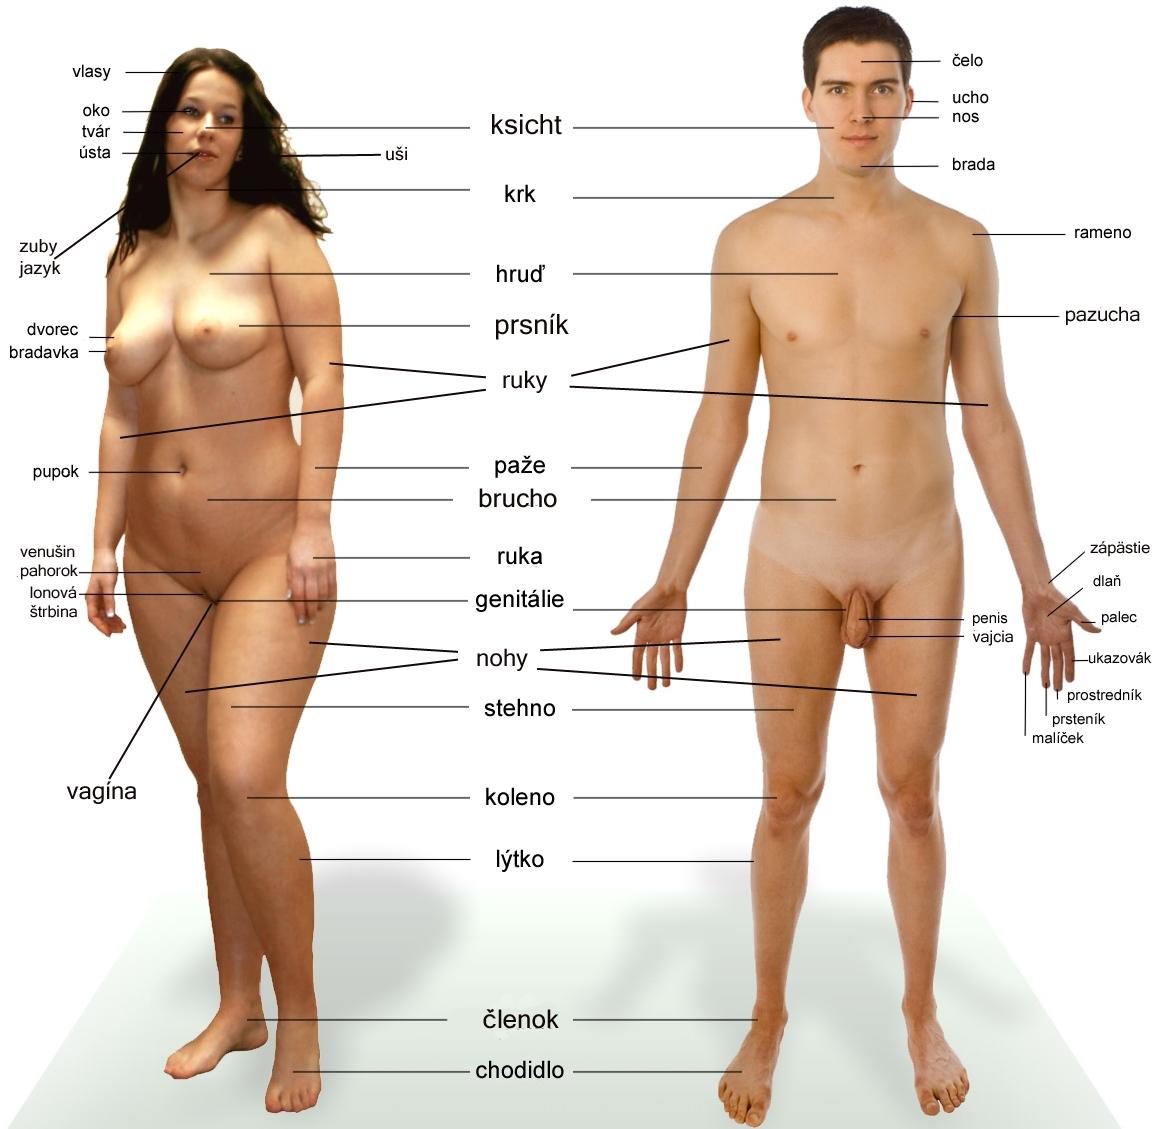 vlasy
oko
tvár
ústa
uši
zuby
jazyk
dvorec
bradavka
pupok
venušin
pahorok
lonová
štrbina
vagína
ksicht
krk
hruď
prsník
ruky
paže
brucho
ruka
genitálie
nohy
stehno
koleno
lýtko
členok
chodidlo
čelo
ucho
nos
brada
rameno
pazucha
zápästie
dlaň
palec
ukazovák
prostredník
prsteník
malíček
penis
vajcia